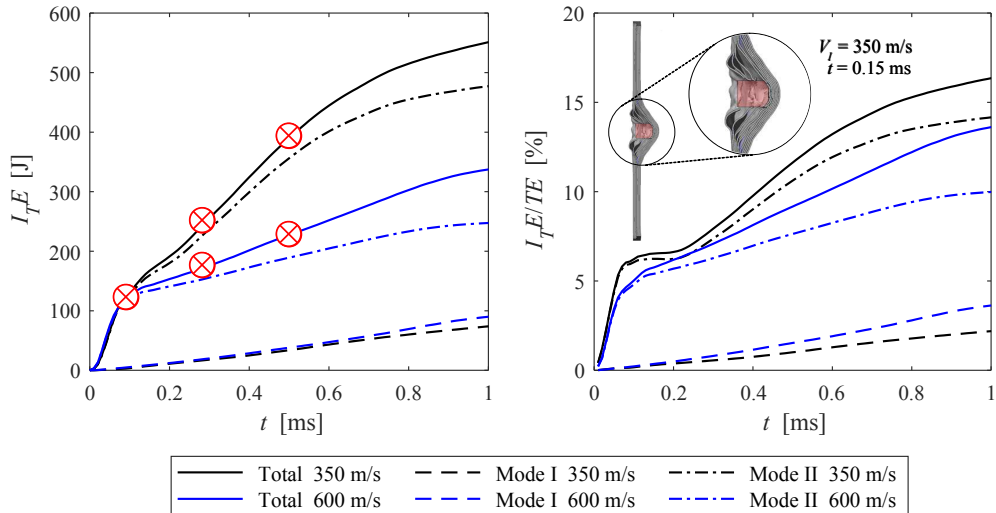 600
500
400
300
200
100
0
I_T E [J]
0 0.2 0.4 0.6 0.8 1
t [ms]
20
15
10
5
0
I_T E/TE [%]
V_I = 350 m/s
t = 0.15 ms
0 0.2 0.4 0.6 0.8 1
t [ms]
Total 350 m/s Mode I 350 m/s Mode II 350 m/s
Total 600 m/s Mode I 600 m/s Mode II 600 m/s